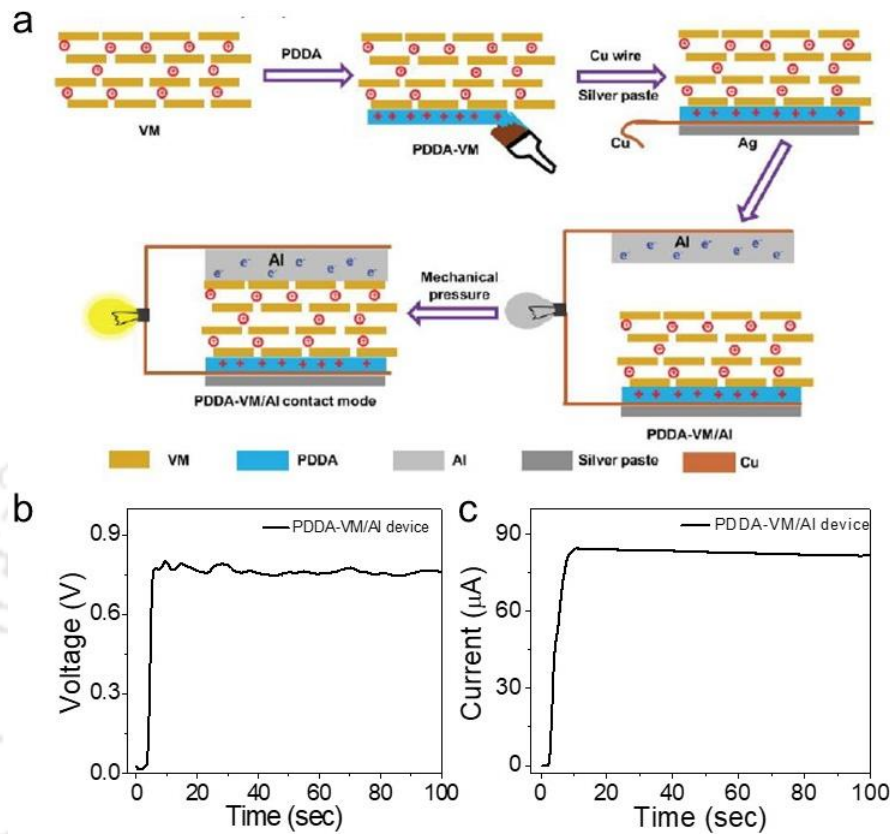 a
PDDA
Cu wire
Silver paste
VM
PDDA-VM
Cu
Ag
Al
e⁻ e⁻ e⁻ e⁻ e⁻ e⁻
Al
e⁻ e⁻ e⁻ e⁻ e⁻ e⁻
Mechanical
pressure
PDDA-VM/Al contact mode
PDDA-VM/Al
VM PDDA Al Silver paste Cu
b
PDDA-VM/Al device
Voltage (V)
0.9
0.6
0.3
0.0
0 20 40 60 80 100
Time (sec)
c
PDDA-VM/Al device
Current (μA)
90
60
30
0
0 20 40 60 80 100
Time (sec)